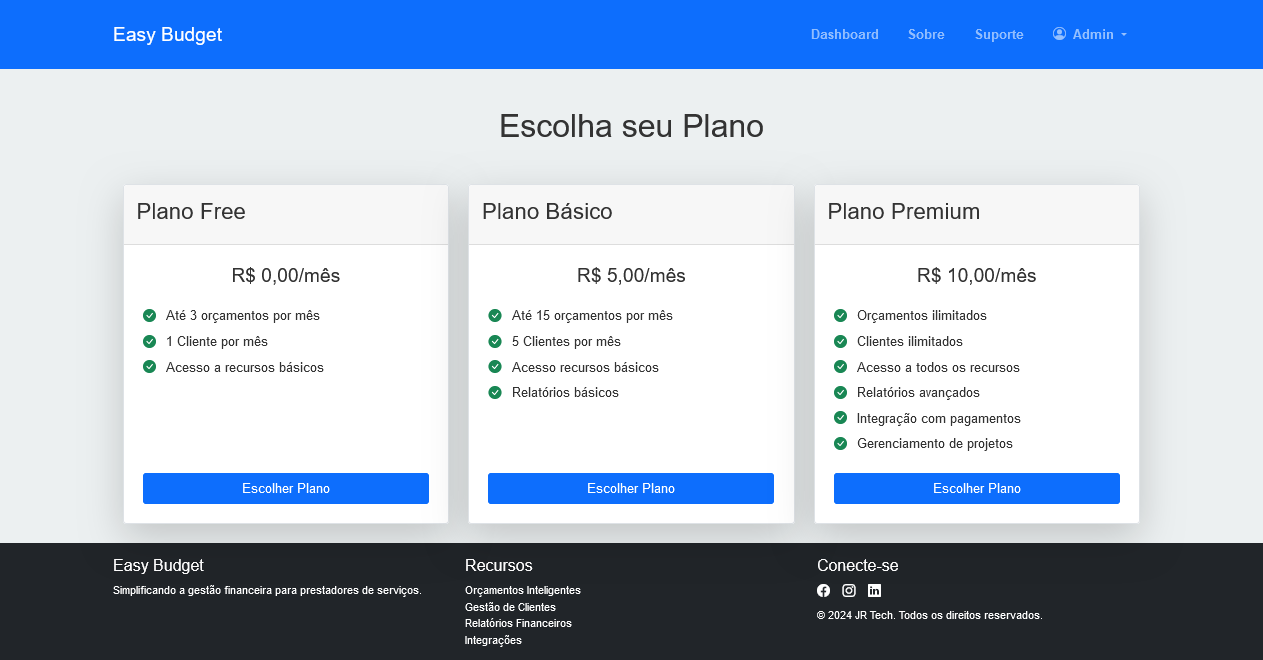 Easy Budget
Dashboard
Sobre
Suporte
Admin
Escolha seu Plano
Plano Free
R$ 0,00/mês
Até 3 orçamentos por mês
1 Cliente por mês
Acesso a recursos básicos
Escolher Plano
Plano Básico
R$ 5,00/mês
Até 15 orçamentos por mês
5 Clientes por mês
Acesso recursos básicos
Relatórios básicos
Escolher Plano
Plano Premium
R$ 10,00/mês
Orçamentos ilimitados
Clientes ilimitados
Acesso a todos os recursos
Relatórios avançados
Integração com pagamentos
Gerenciamento de projetos
Escolher Plano
Easy Budget
Simplificando a gestão financeira para prestadores de serviços.
Recursos
Orçamentos Inteligentes
Gestão de Clientes
Relatórios Financeiros
Integrações
Conecte-se
© 2024 JR Tech. Todos os direitos reservados.